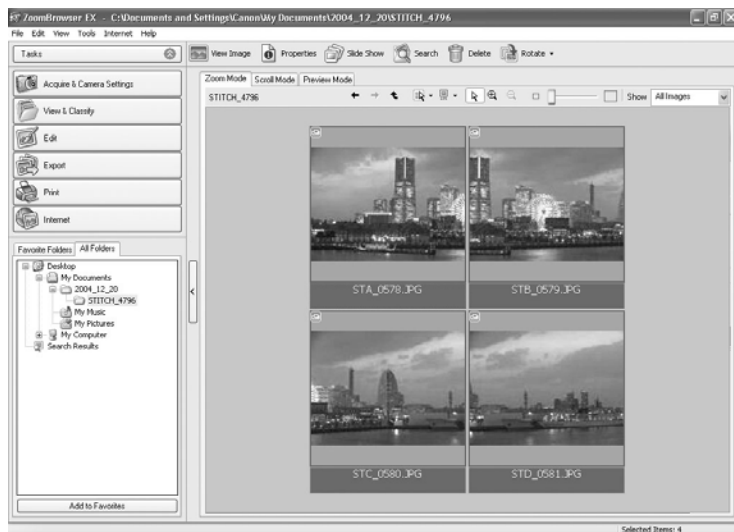 ZoomBrowser EX - C:\Documents and Settings\Canon\My Documents\2004_12_20\STITCH_4796
File Edit View Tools Internet Help
Tasks
View Image Properties Slide Show Search Delete Rotate
Acquire & Camera Settings
View & Classify
Edit
Export
Print
Internet
Zoom Mode Scroll Mode Preview Mode
STITCH_4796 Show All Images
STA_0578.JPG STB_0579.JPG
STC_0580.JPG STD_0581.JPG
Favorite Folders All Folders
Desktop
My Documents
2004_12_20
STITCH_4796
My Music
My Pictures
My Computer
Search Results
Add to Favorites
Selected Items: 4